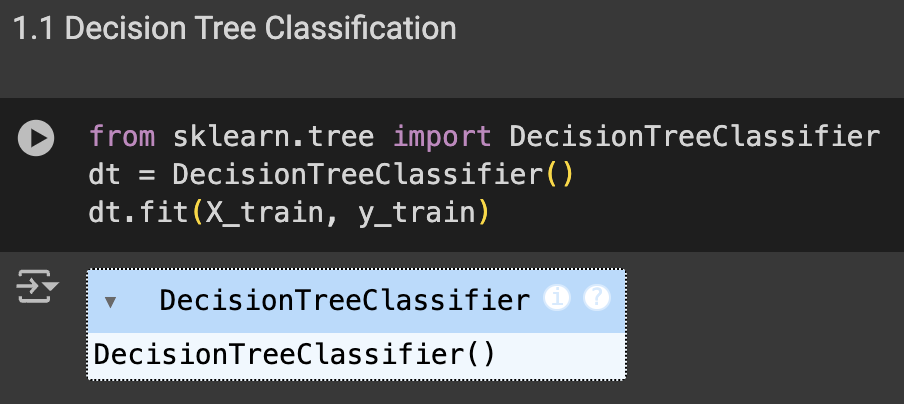 1.1 Decision Tree Classification
from sklearn.tree import DecisionTreeClassifier
dt = DecisionTreeClassifier()
dt.fit(X_train, y_train)
▾ DecisionTreeClassifier i ?
DecisionTreeClassifier()